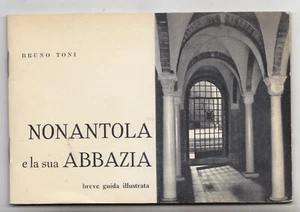 BRUNO TONI
NONANTOLA
e la sua ABBAZIA
breve guida illustrata